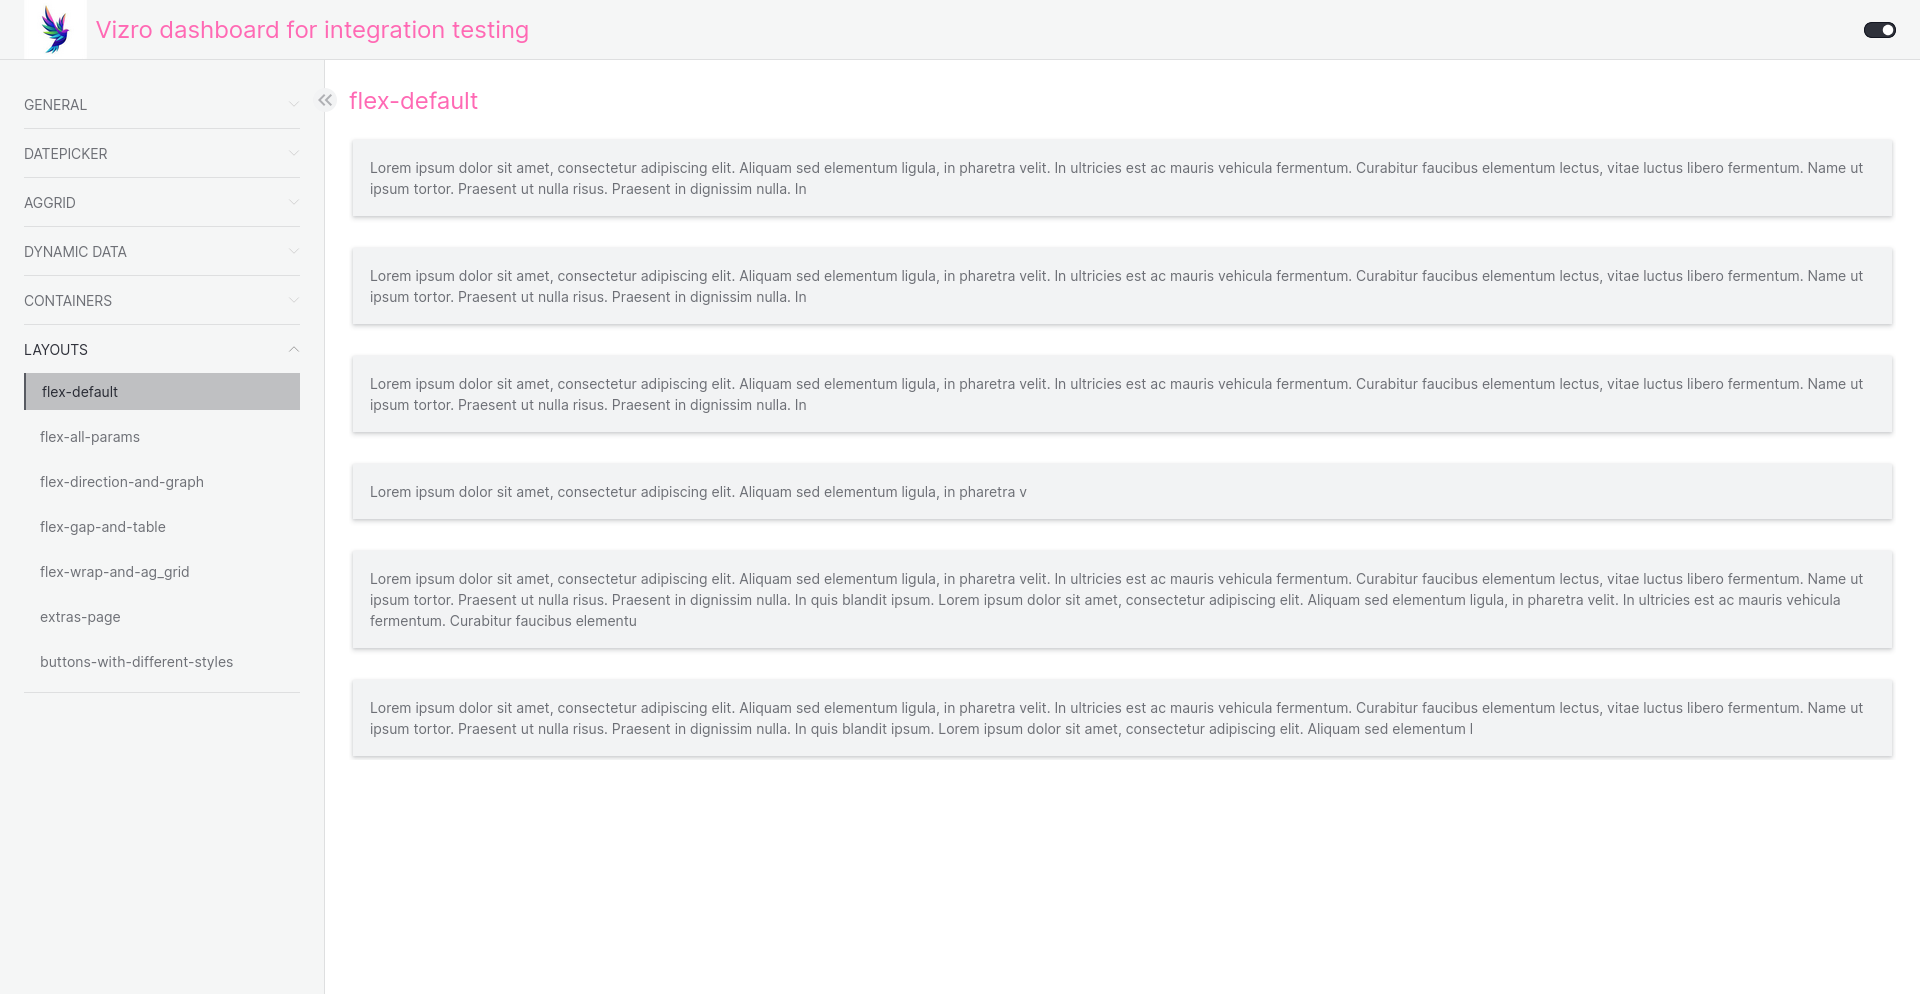 Vizro dashboard for integration testing
GENERAL
DATEPICKER
AGGRID
DYNAMIC DATA
CONTAINERS
LAYOUTS
flex-default
flex-all-params
flex-direction-and-graph
flex-gap-and-table
flex-wrap-and-ag_grid
extras-page
buttons-with-different-styles
flex-default
Lorem ipsum dolor sit amet, consectetur adipiscing elit. Aliquam sed elementum ligula, in pharetra velit. In ultricies est ac mauris vehicula fermentum. Curabitur faucibus elementum lectus, vitae luctus libero fermentum. Name ut
ipsum tortor. Praesent ut nulla risus. Praesent in dignissim nulla. In
Lorem ipsum dolor sit amet, consectetur adipiscing elit. Aliquam sed elementum ligula, in pharetra velit. In ultricies est ac mauris vehicula fermentum. Curabitur faucibus elementum lectus, vitae luctus libero fermentum. Name ut
ipsum tortor. Praesent ut nulla risus. Praesent in dignissim nulla. In
Lorem ipsum dolor sit amet, consectetur adipiscing elit. Aliquam sed elementum ligula, in pharetra velit. In ultricies est ac mauris vehicula fermentum. Curabitur faucibus elementum lectus, vitae luctus libero fermentum. Name ut
ipsum tortor. Praesent ut nulla risus. Praesent in dignissim nulla. In
Lorem ipsum dolor sit amet, consectetur adipiscing elit. Aliquam sed elementum ligula, in pharetra v
Lorem ipsum dolor sit amet, consectetur adipiscing elit. Aliquam sed elementum ligula, in pharetra velit. In ultricies est ac mauris vehicula fermentum. Curabitur faucibus elementum lectus, vitae luctus libero fermentum. Name ut
ipsum tortor. Praesent ut nulla risus. Praesent in dignissim nulla. In quis blandit ipsum. Lorem ipsum dolor sit amet, consectetur adipiscing elit. Aliquam sed elementum ligula, in pharetra velit. In ultricies est ac mauris vehicula
fermentum. Curabitur faucibus elementu
Lorem ipsum dolor sit amet, consectetur adipiscing elit. Aliquam sed elementum ligula, in pharetra velit. In ultricies est ac mauris vehicula fermentum. Curabitur faucibus elementum lectus, vitae luctus libero fermentum. Name ut
ipsum tortor. Praesent ut nulla risus. Praesent in dignissim nulla. In quis blandit ipsum. Lorem ipsum dolor sit amet, consectetur adipiscing elit. Aliquam sed elementum l